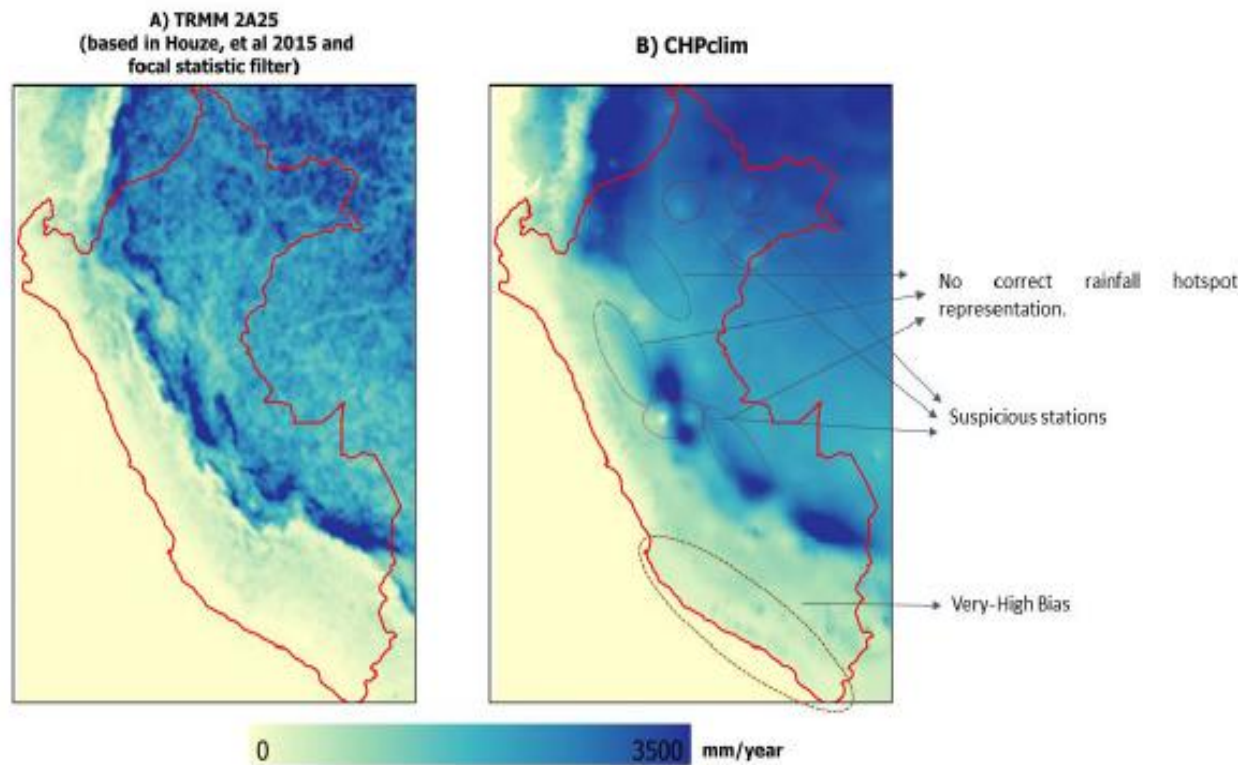 A) TRMM 2A25
(based in Houze, et al 2015 and
focal statistic filter)
B) CHPclim
No correct rainfall hotspot
representation.
Suspicious stations
Very-High Bias
0
3500
mm/year